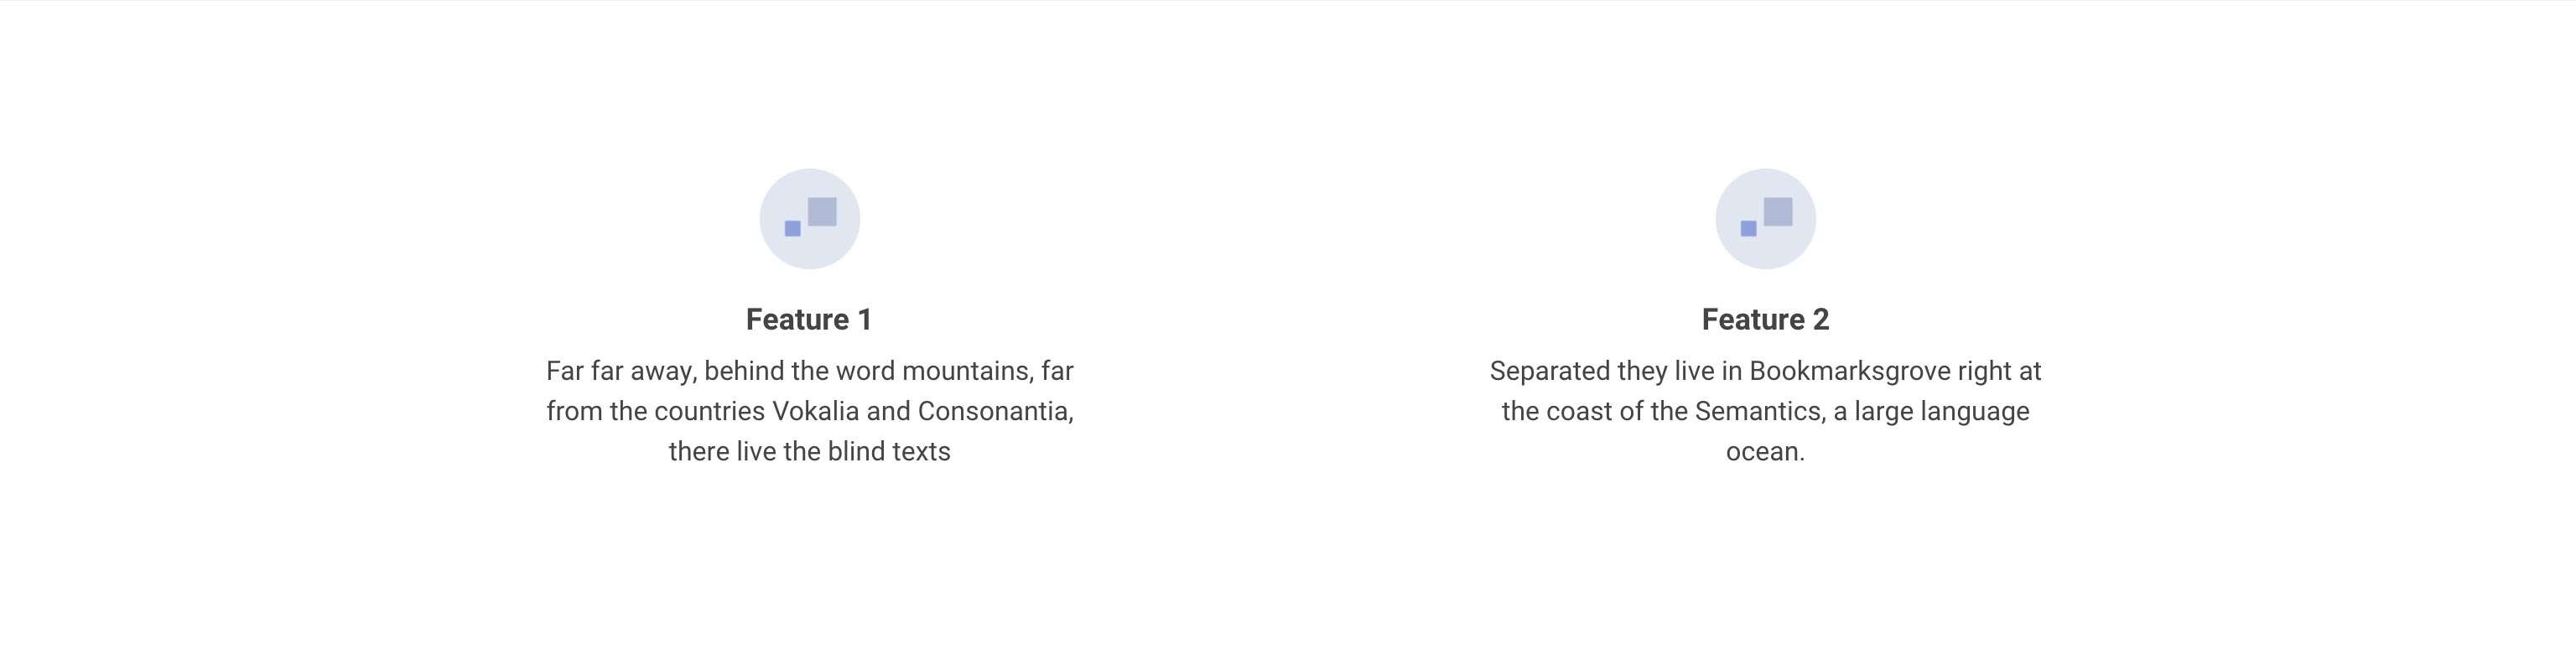 Feature 1
Far far away, behind the word mountains, far
from the countries Vokalia and Consonantia,
there live the blind texts
Feature 2
Separated they live in Bookmarksgrove right at
the coast of the Semantics, a large language
ocean.